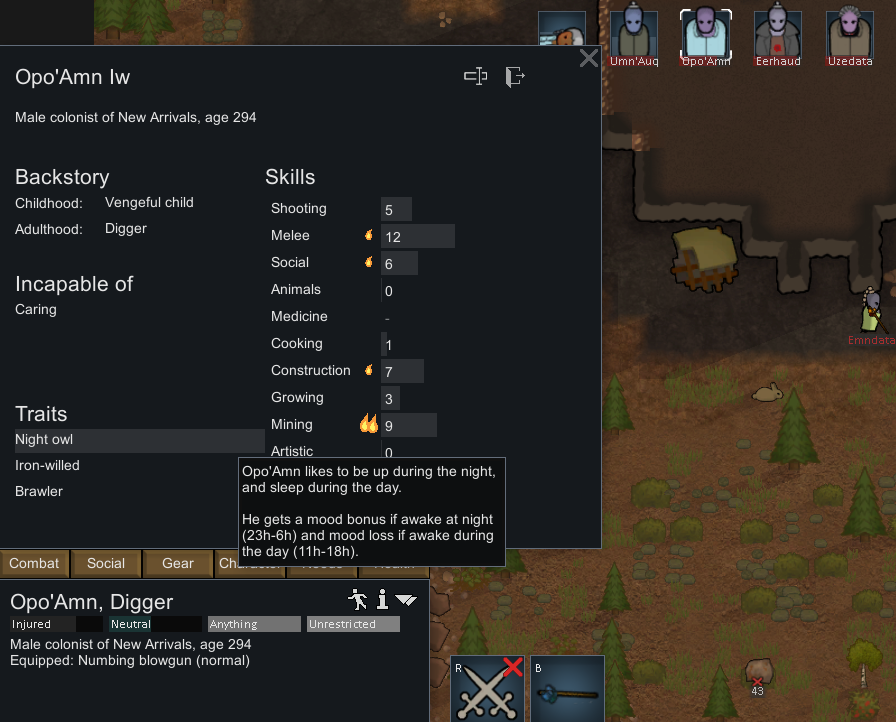 Umn'Auq
Opo'Amn
Eerhaud
Uzedata
Opo'Amn Iw
Male colonist of New Arrivals, age 294
Backstory
Childhood: Vengeful child
Adulthood: Digger
Incapable of
Caring
Traits
Night owl
Iron-willed
Brawler
Skills
Shooting 5
Melee 12
Social 6
Animals 0
Medicine -
Cooking 1
Construction 7
Growing 3
Mining 9
Artistic 0
Opo'Amn likes to be up during the night,
and sleep during the day.
He gets a mood bonus if awake at night
(23h-6h) and mood loss if awake during
the day (11h-18h).
Emndata
Combat
Social
Gear
Opo'Amn, Digger
Injured
Neutral
Anything
Unrestricted
Male colonist of New Arrivals, age 294
Equipped: Numbing blowgun (normal)
R
B
43